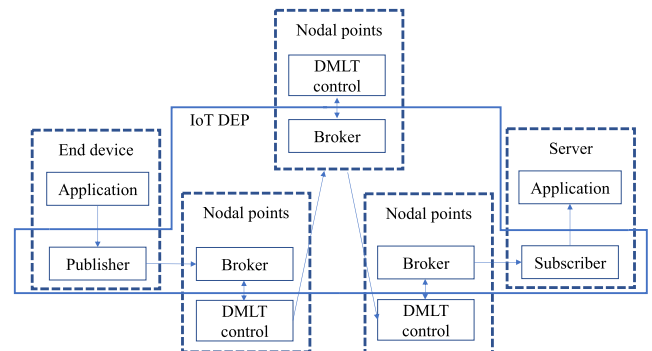 Nodal points
DMLT
control
IoT DEP
Broker
End device
Server
Application
Application
Nodal points
Nodal points
Publisher
Broker
Broker
Subscriber
DMLT
control
DMLT
control